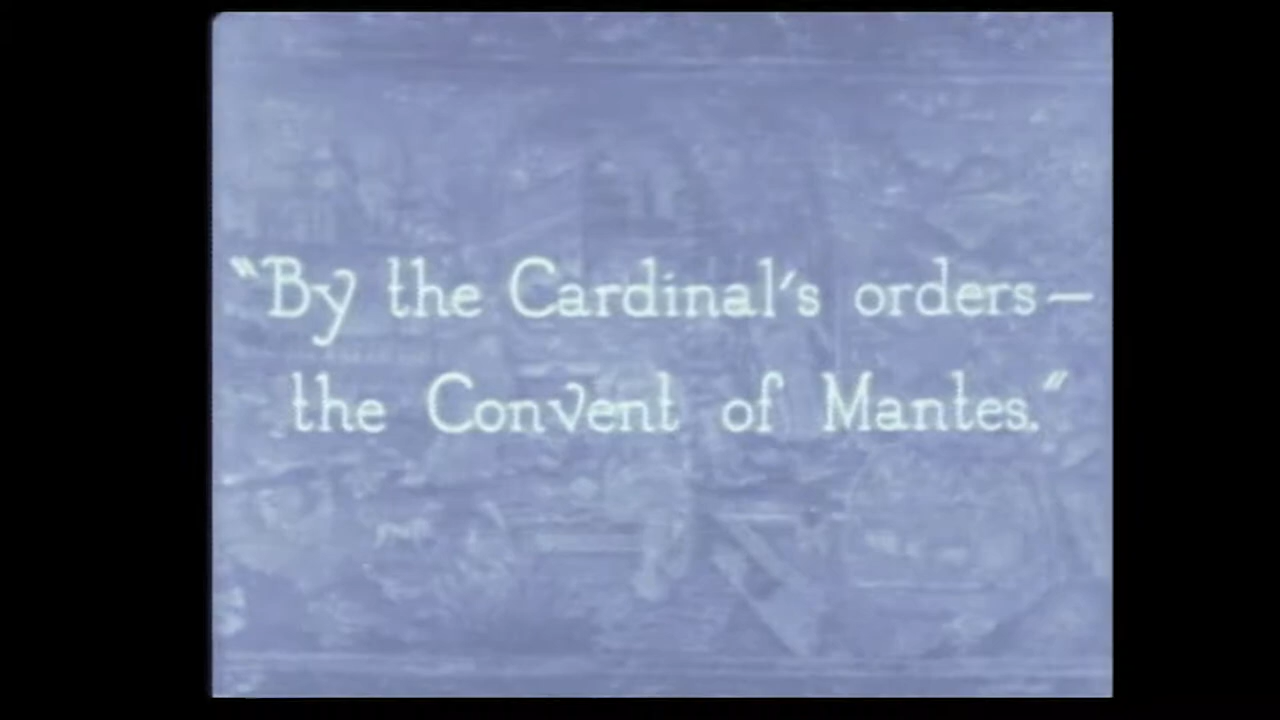 "By the Cardinal's orders—
the Convent of Mantes."